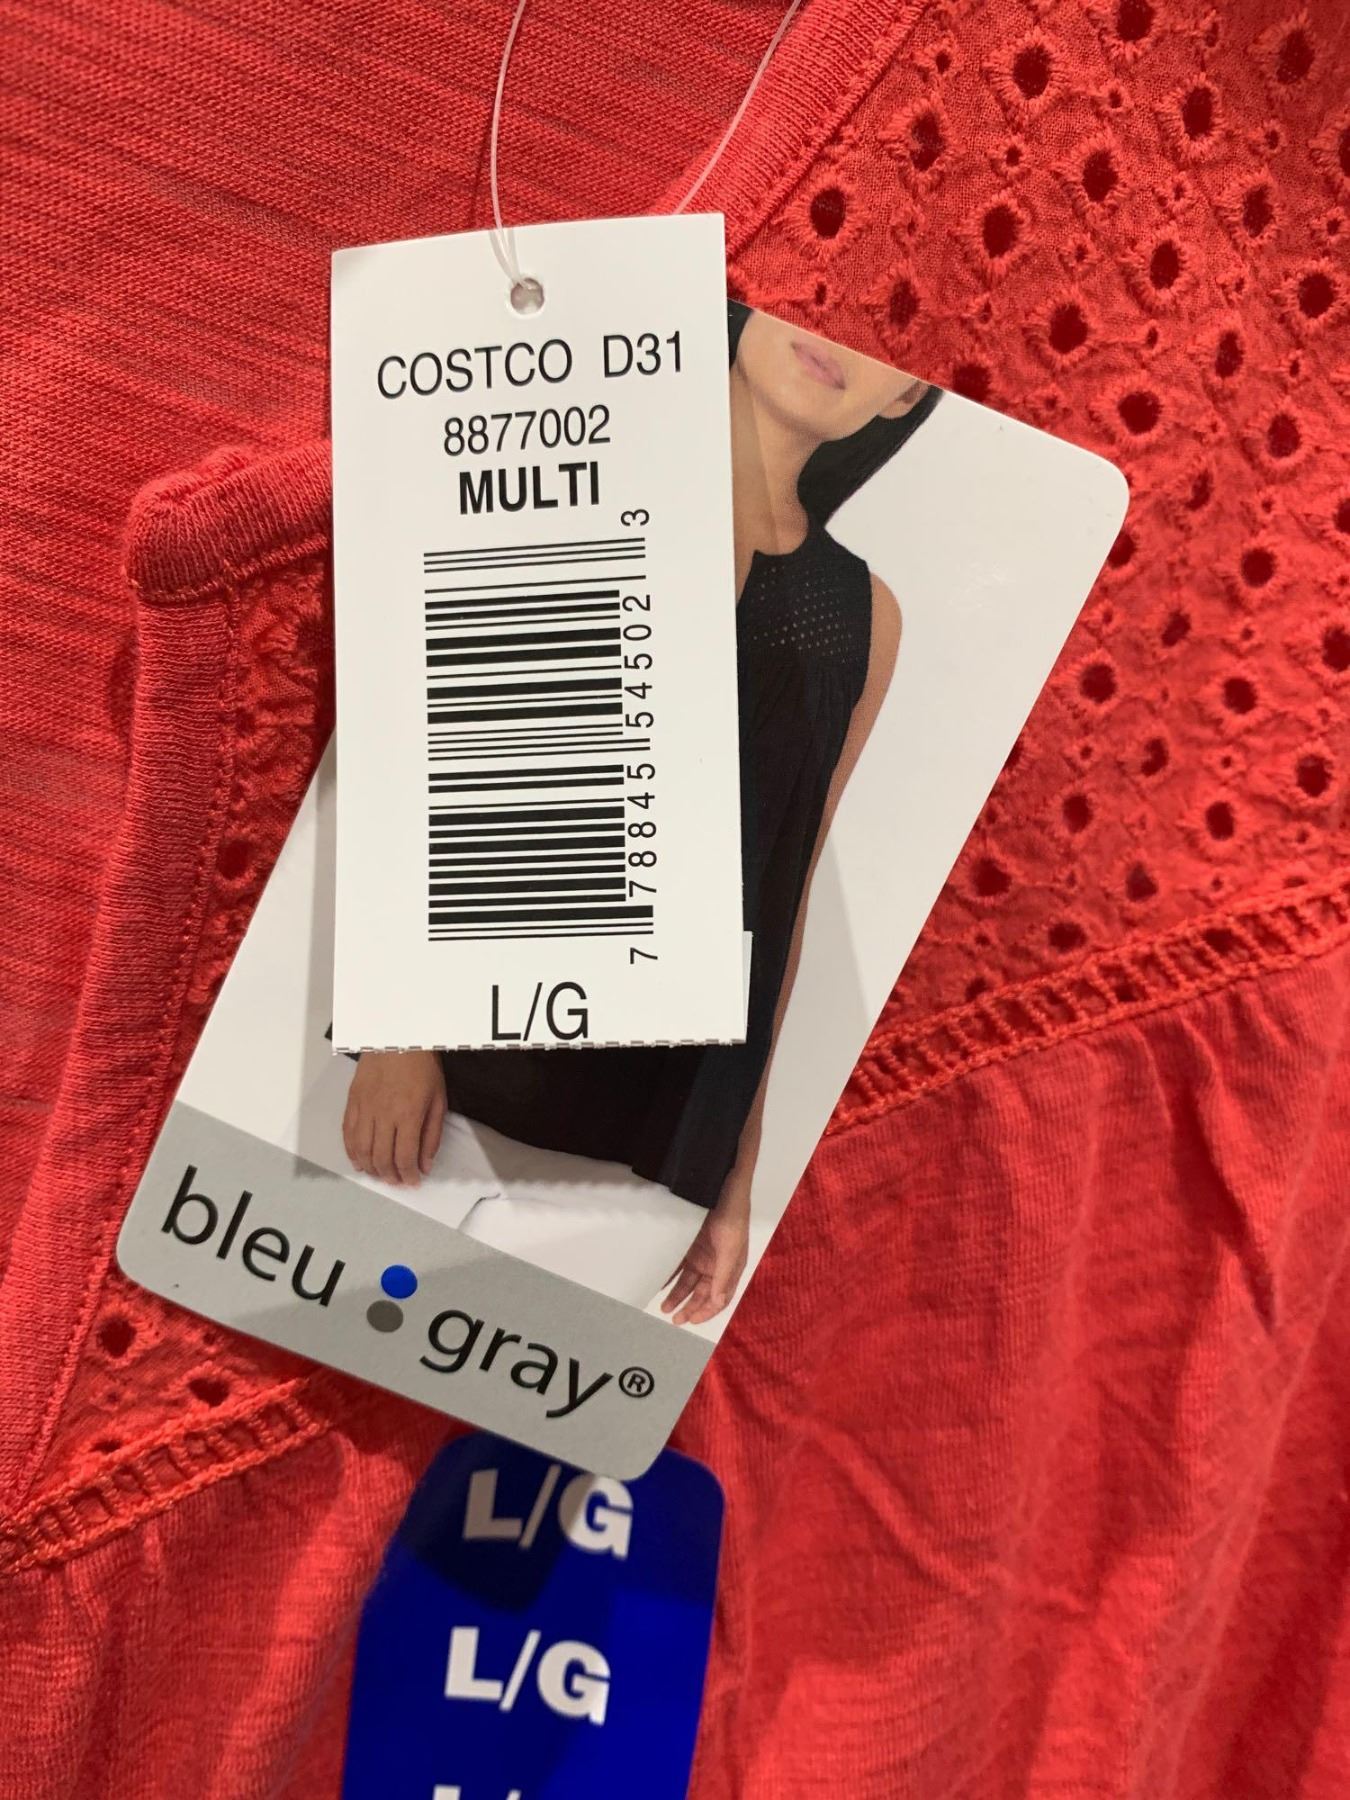 COSTCO D31
8877002
MULTI
7 78845 54502 3
L/G
bleu gray®
L/G
L/G